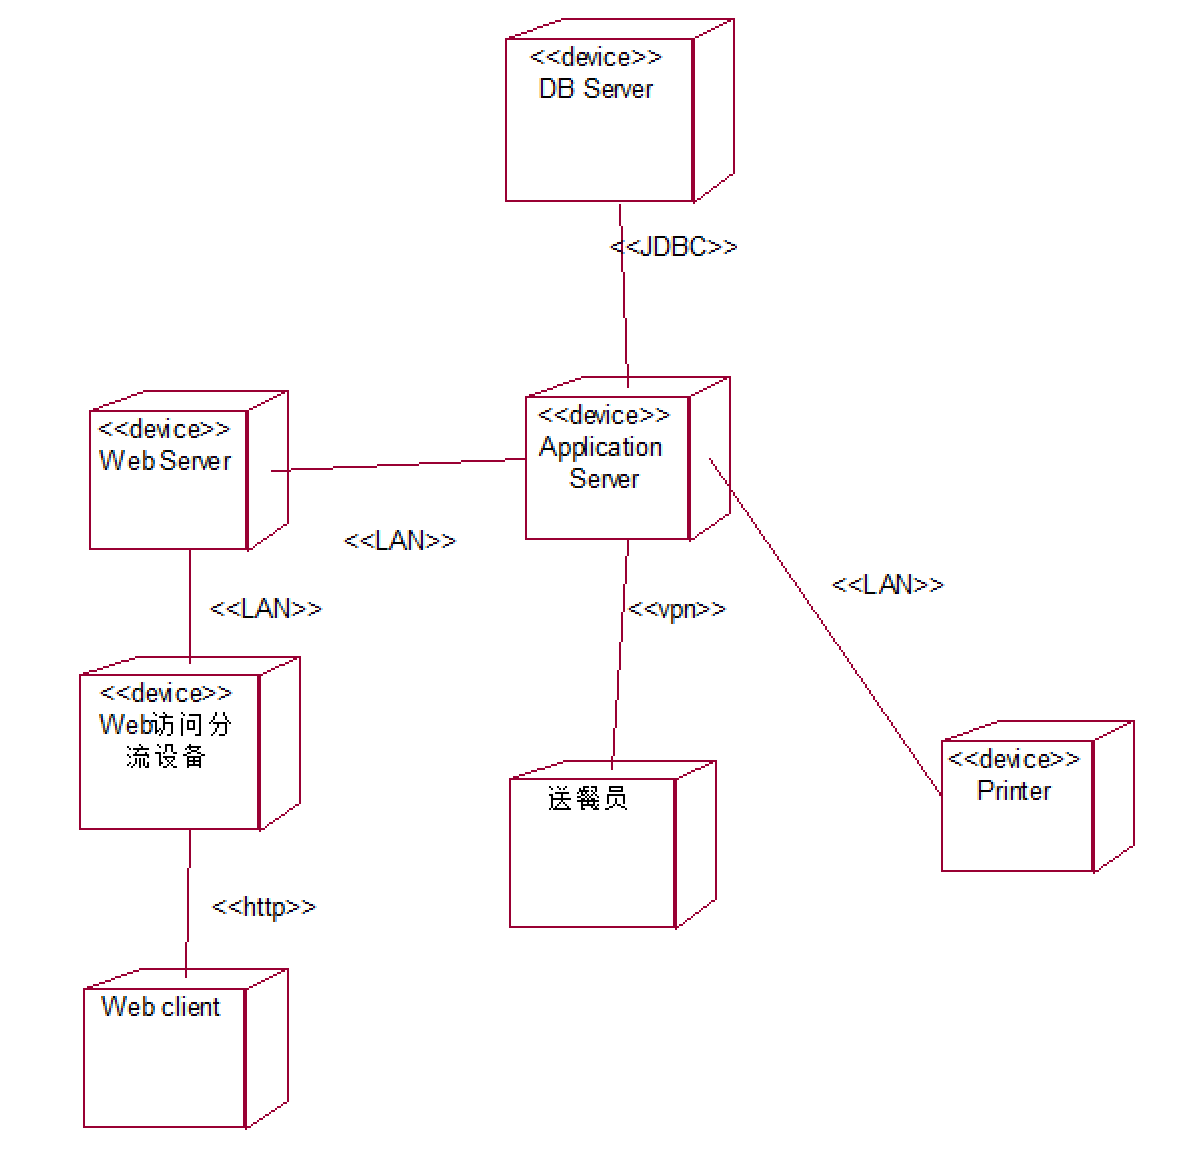 <<device>>
DB Server
<<JDBC>>
<<device>>
Application
Server
<<device>>
Web Server
<<LAN>>
<<LAN>>
<<vpn>>
<<LAN>>
<<device>>
Web访问分
流设备
<<device>>
Printer
送餐员
<<http>>
Web client